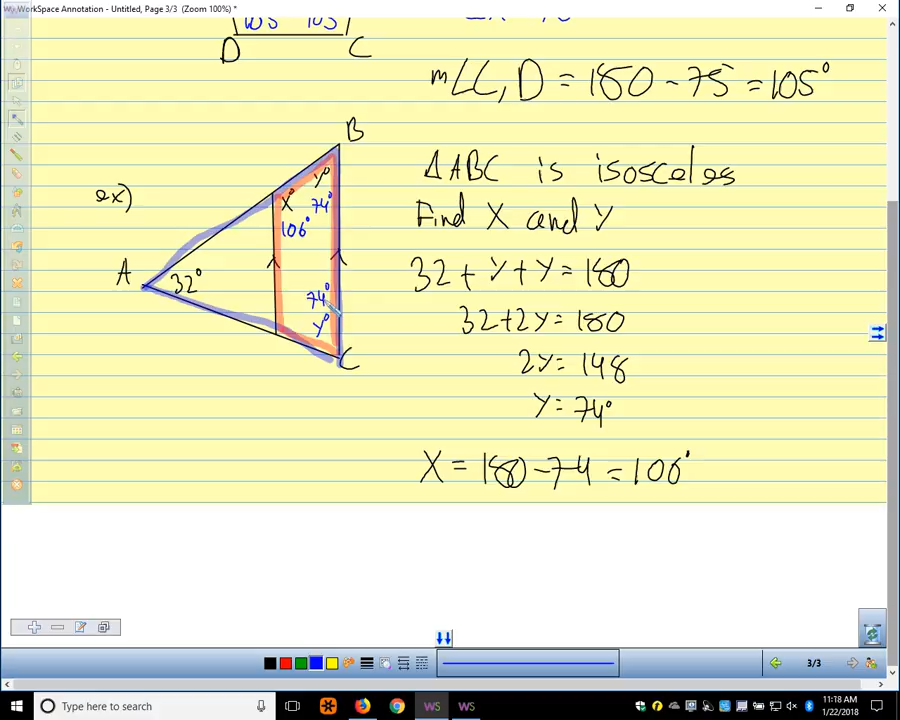 WorkSpace Annotation - Untitled, Page 3/3 (Zoom 100%) *
105 105
D C
m∠C, D = 180 - 75 = 105°
ex)
B
A
C
32°
X°
Y°
106°
74°
74°
Y°
ΔABC is isosceles
Find X and Y
32 + Y + Y = 180
32 + 2Y = 180
2Y = 148
Y = 74°
X = 180 - 74 = 106°
3/3
Type here to search
WS WS
11:18 AM
1/22/2018